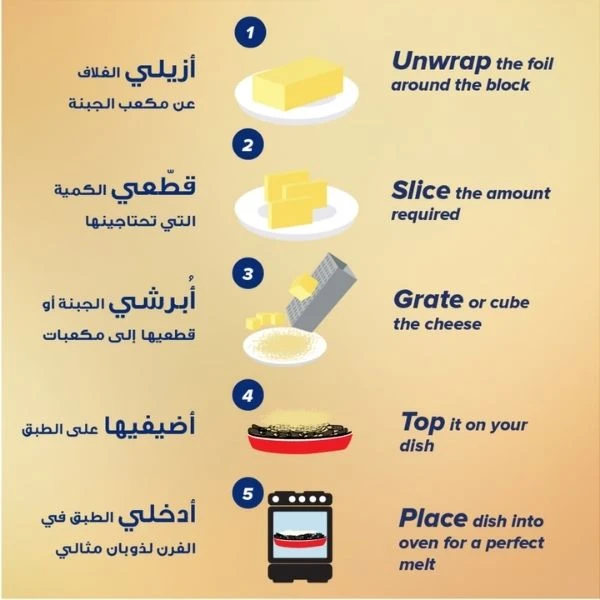 1
أزيلي الغلاف
عن مكعب الجبنة
Unwrap the foil
around the block
2
قطّعي الكمية
التي تحتاجينها
Slice the amount
required
3
أُبرشي الجبنة أو
قطعيها إلى مكعبات
Grate or cube
the cheese
4
أضيفيها على الطبق
Top it on your
dish
5
أدخلي الطبق في
الفرن لذوبان مثالي
Place dish into
oven for a perfect
melt